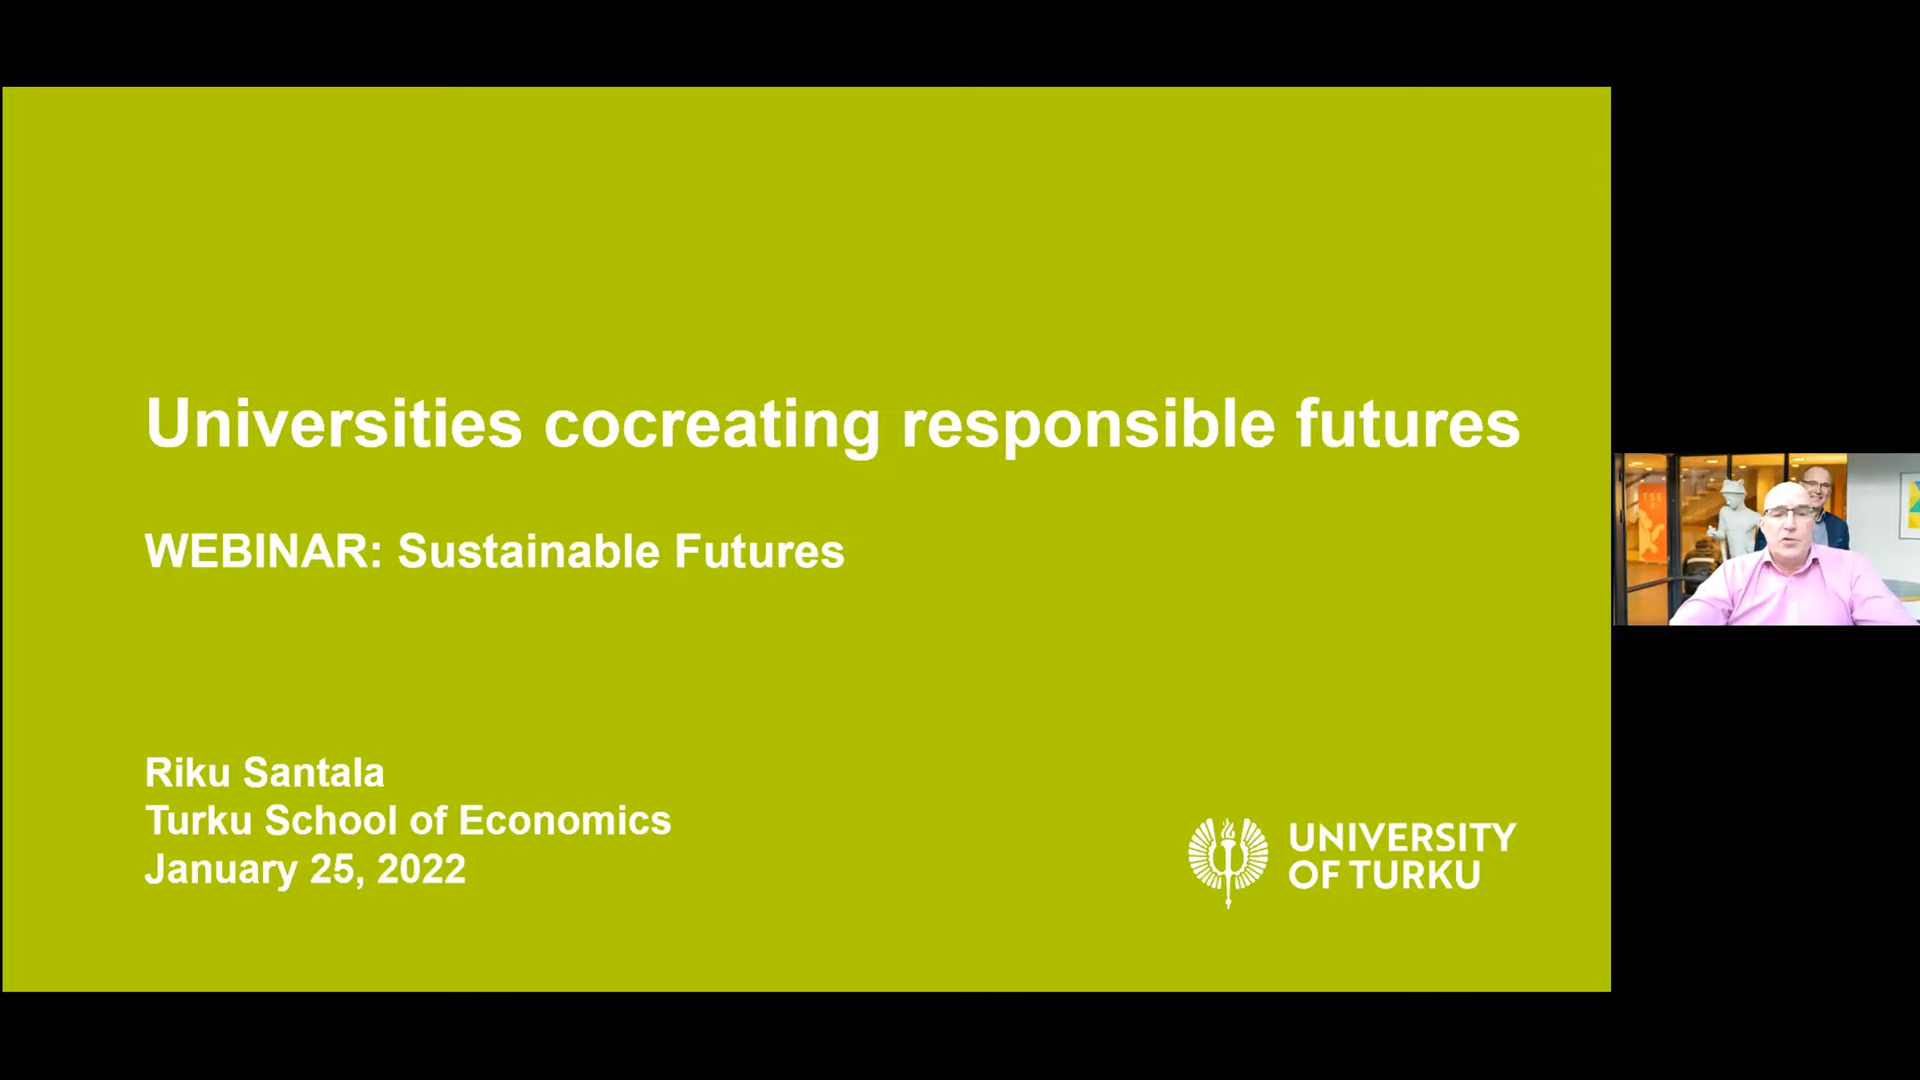 Universities cocreating responsible futures
WEBINAR: Sustainable Futures
Riku Santala
Turku School of Economics
January 25, 2022
UNIVERSITY
OF TURKU